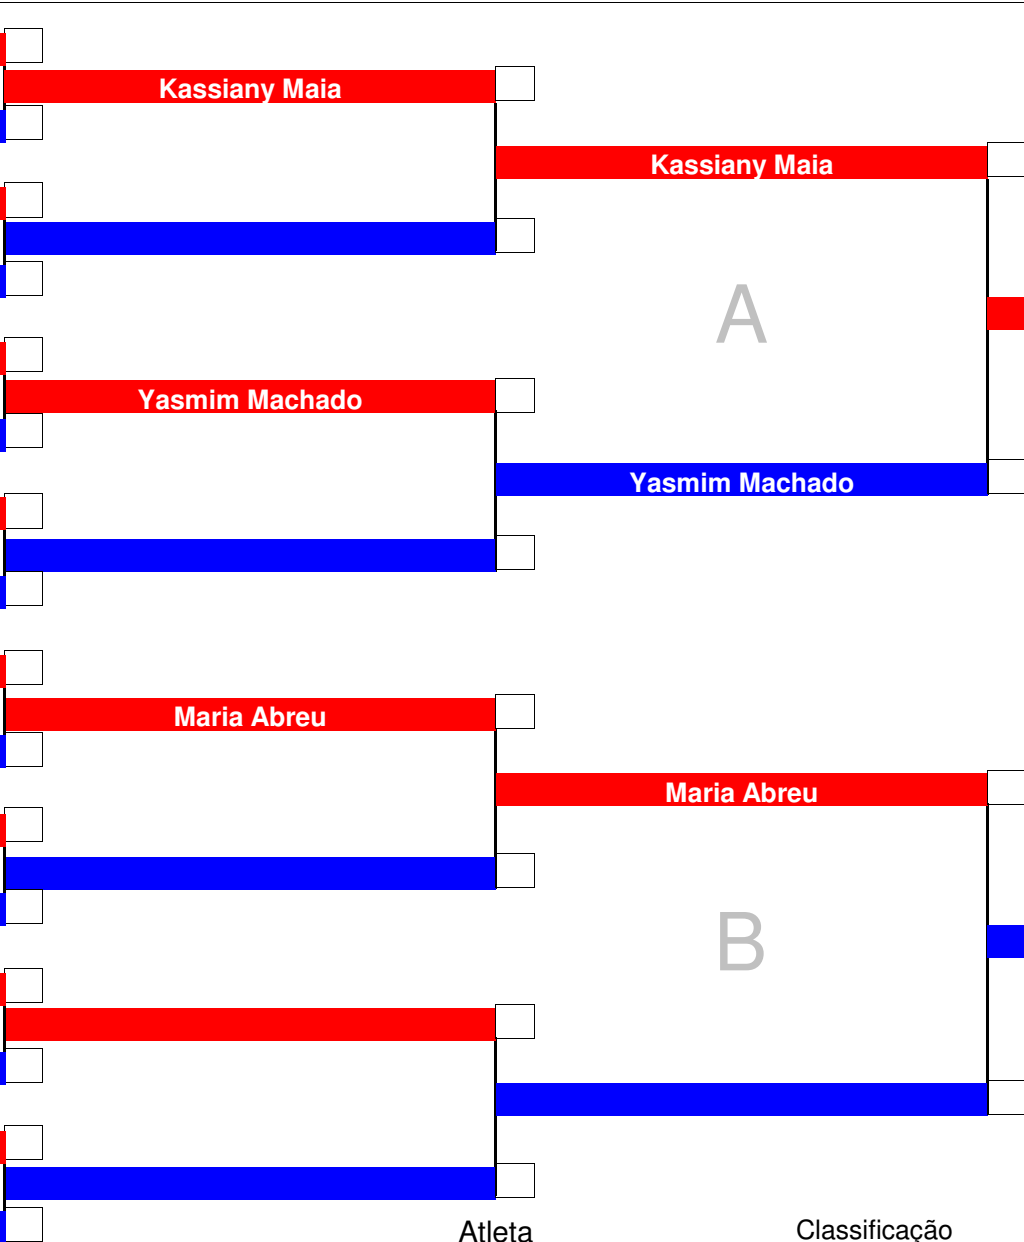 Kassiany Maia
Kassiany Maia
A
Yasmim Machado
Yasmim Machado
Maria Abreu
Maria Abreu
B
Atleta
Classificação